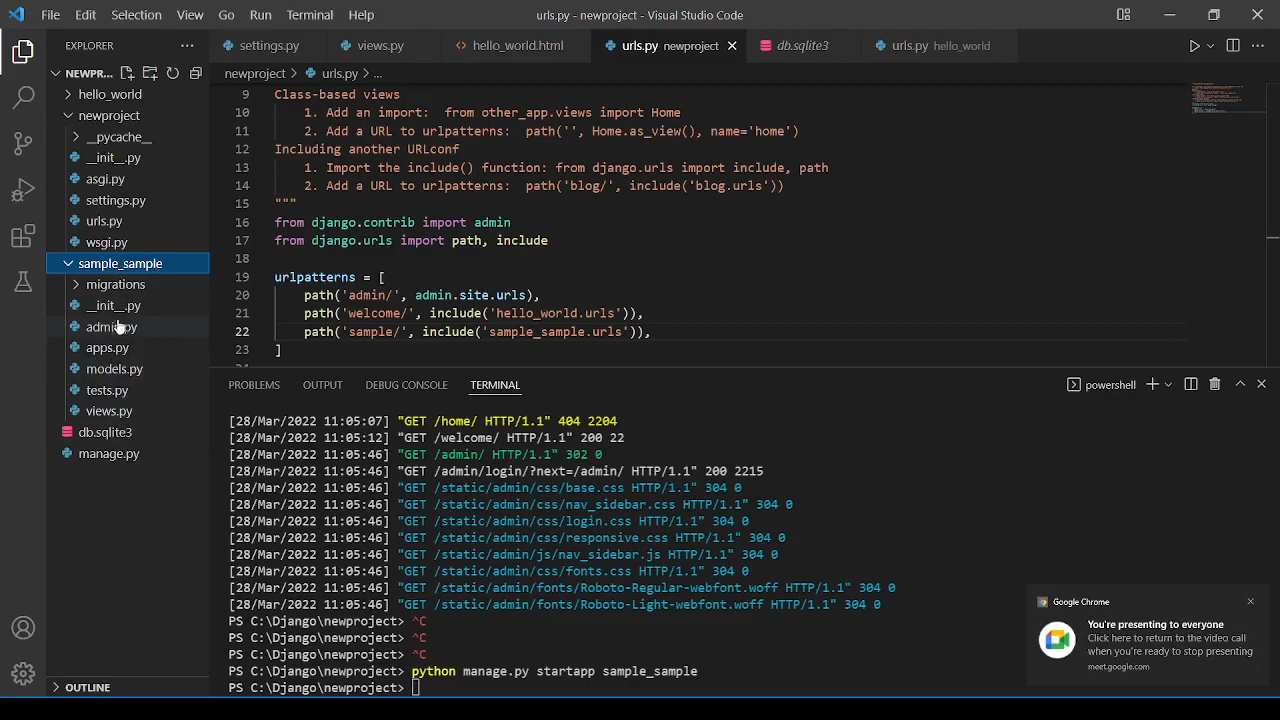 File Edit Selection View Go Run Terminal Help urls.py - newproject - Visual Studio Code
EXPLORER
settings.py views.py hello_world.html urls.py newproject db.sqlite3 urls.py hello_world
NEWPR...
newproject > urls.py > ...
hello_world
newproject
__pycache__
__init__.py
asgi.py
settings.py
urls.py
wsgi.py
sample_sample
migrations
__init__.py
apps.py
models.py
tests.py
views.py
db.sqlite3
manage.py
OUTLINE
9 Class-based views
10 1. Add an import: from other_app.views import Home
11 2. Add a URL to urlpatterns: path('', Home.as_view(), name='home')
12 Including another URLconf
13 1. Import the include() function: from django.urls import include, path
14 2. Add a URL to urlpatterns: path('blog/', include('blog.urls'))
15 """
16 from django.contrib import admin
17 from django.urls import path, include
18
19 urlpatterns = [
20 path('admin/', admin.site.urls),
21 path('welcome/', include('hello_world.urls')),
22 path('sample/', include('sample_sample.urls')),
23 ]
PROBLEMS OUTPUT DEBUG CONSOLE TERMINAL powershell
[28/Mar/2022 11:05:07] "GET /home/ HTTP/1.1" 404 2204
[28/Mar/2022 11:05:12] "GET /welcome/ HTTP/1.1" 200 22
[28/Mar/2022 11:05:46] "GET /admin/ HTTP/1.1" 302 0
[28/Mar/2022 11:05:46] "GET /admin/login/?next=/admin/ HTTP/1.1" 200 2215
[28/Mar/2022 11:05:46] "GET /static/admin/css/base.css HTTP/1.1" 304 0
[28/Mar/2022 11:05:46] "GET /static/admin/css/nav_sidebar.css HTTP/1.1" 304 0
[28/Mar/2022 11:05:46] "GET /static/admin/css/login.css HTTP/1.1" 304 0
[28/Mar/2022 11:05:46] "GET /static/admin/css/responsive.css HTTP/1.1" 304 0
[28/Mar/2022 11:05:46] "GET /static/admin/js/nav_sidebar.js HTTP/1.1" 304 0
[28/Mar/2022 11:05:46] "GET /static/admin/css/fonts.css HTTP/1.1" 304 0
[28/Mar/2022 11:05:46] "GET /static/admin/fonts/Roboto-Regular-webfont.woff HTTP/1.1" 304 0
[28/Mar/2022 11:05:46] "GET /static/admin/fonts/Roboto-Light-webfont.woff HTTP/1.1" 304 0
PS C:\Django\newproject> ^C
PS C:\Django\newproject> ^C
PS C:\Django\newproject> ^C
PS C:\Django\newproject> python manage.py startapp sample_sample
PS C:\Django\newproject>
Google Chrome
You're presenting to everyone
Click here to return to the video call
when you're ready to stop presenting
meet.google.com